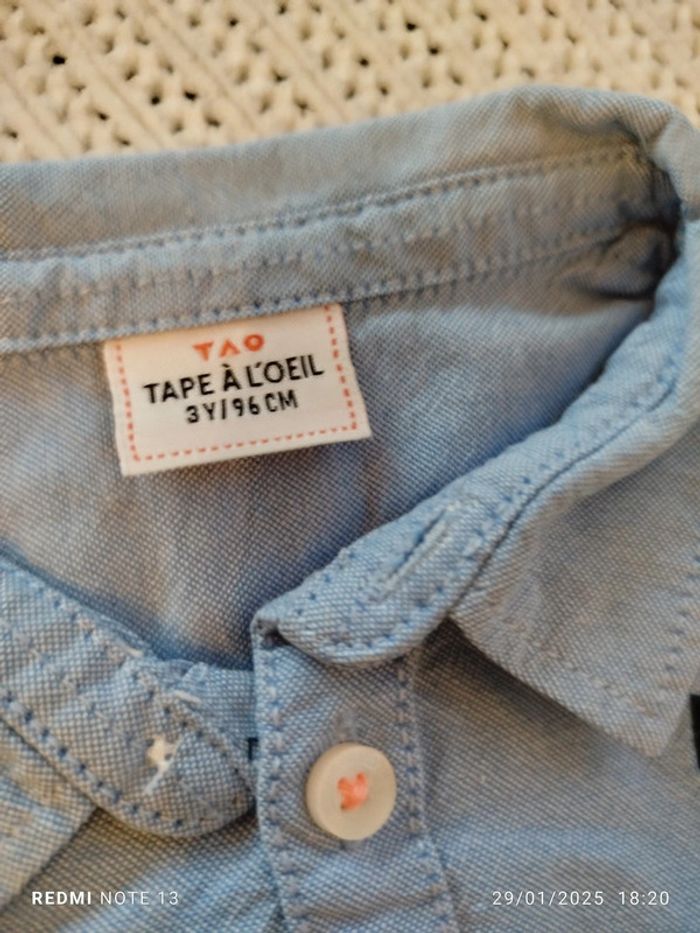 TAO
TAPE À L'OEIL
3Y/96CM
REDMI NOTE 13
29/01/2025 18:20